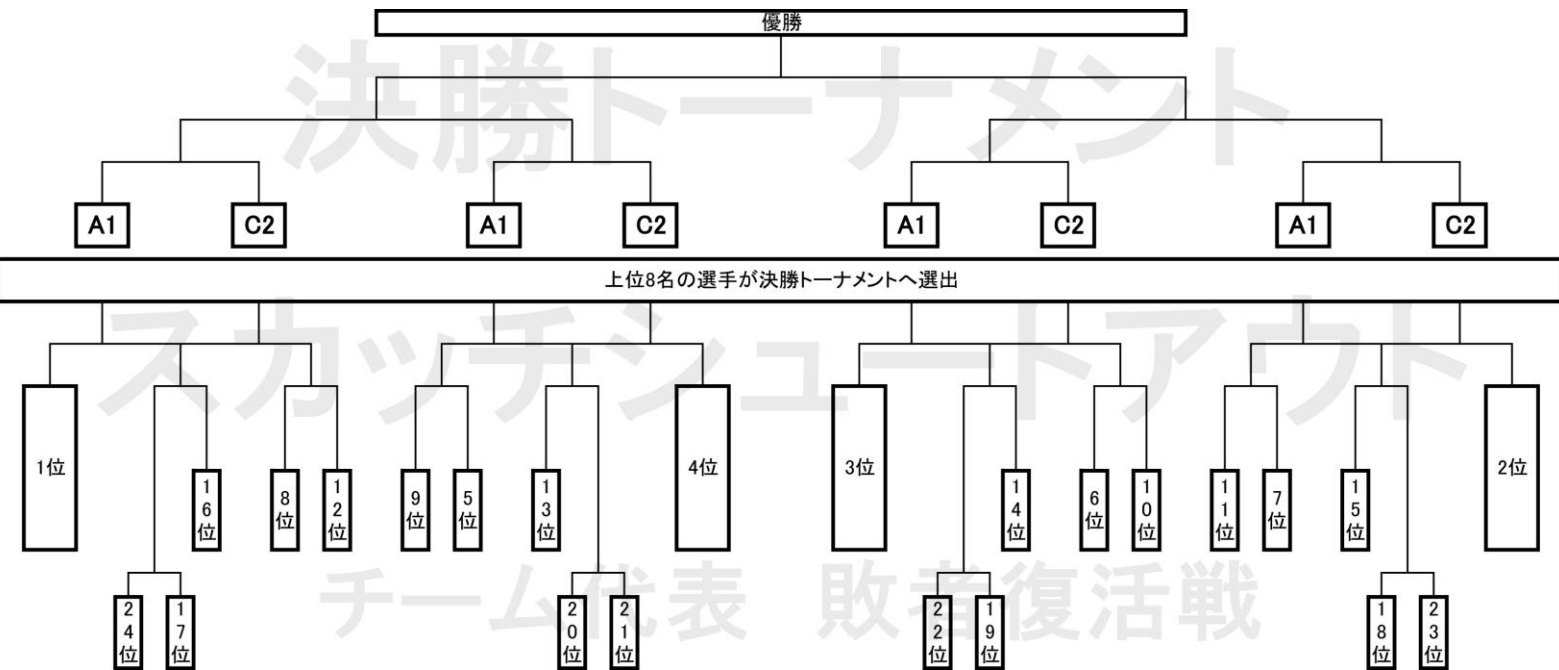 優勝
決勝トーナメント
A1 C2 A1 C2 A1 C2 A1 C2
上位8名の選手が決勝トーナメントへ選出
スカッチシュートアウト
1位 16位 8位 12位 9位 5位 13位 4位 3位 14位 6位 10位 11位 7位 15位 2位
チーム代表 敗者復活戦
24位 17位 20位 21位 22位 19位 18位 23位